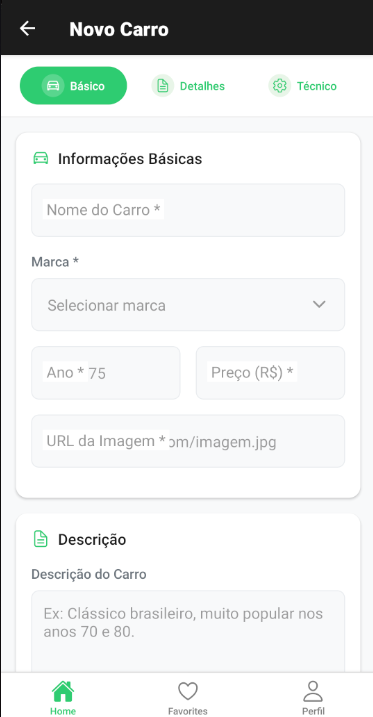 Novo Carro
Básico
Detalhes
Técnico
Informações Básicas
Nome do Carro *
Marca *
Selecionar marca
Ano * 75
Preço (R$) *
URL da Imagem * om/imagem.jpg
Descrição
Descrição do Carro
Ex: Clássico brasileiro, muito popular nos
anos 70 e 80.
Home
Favorites
Perfil